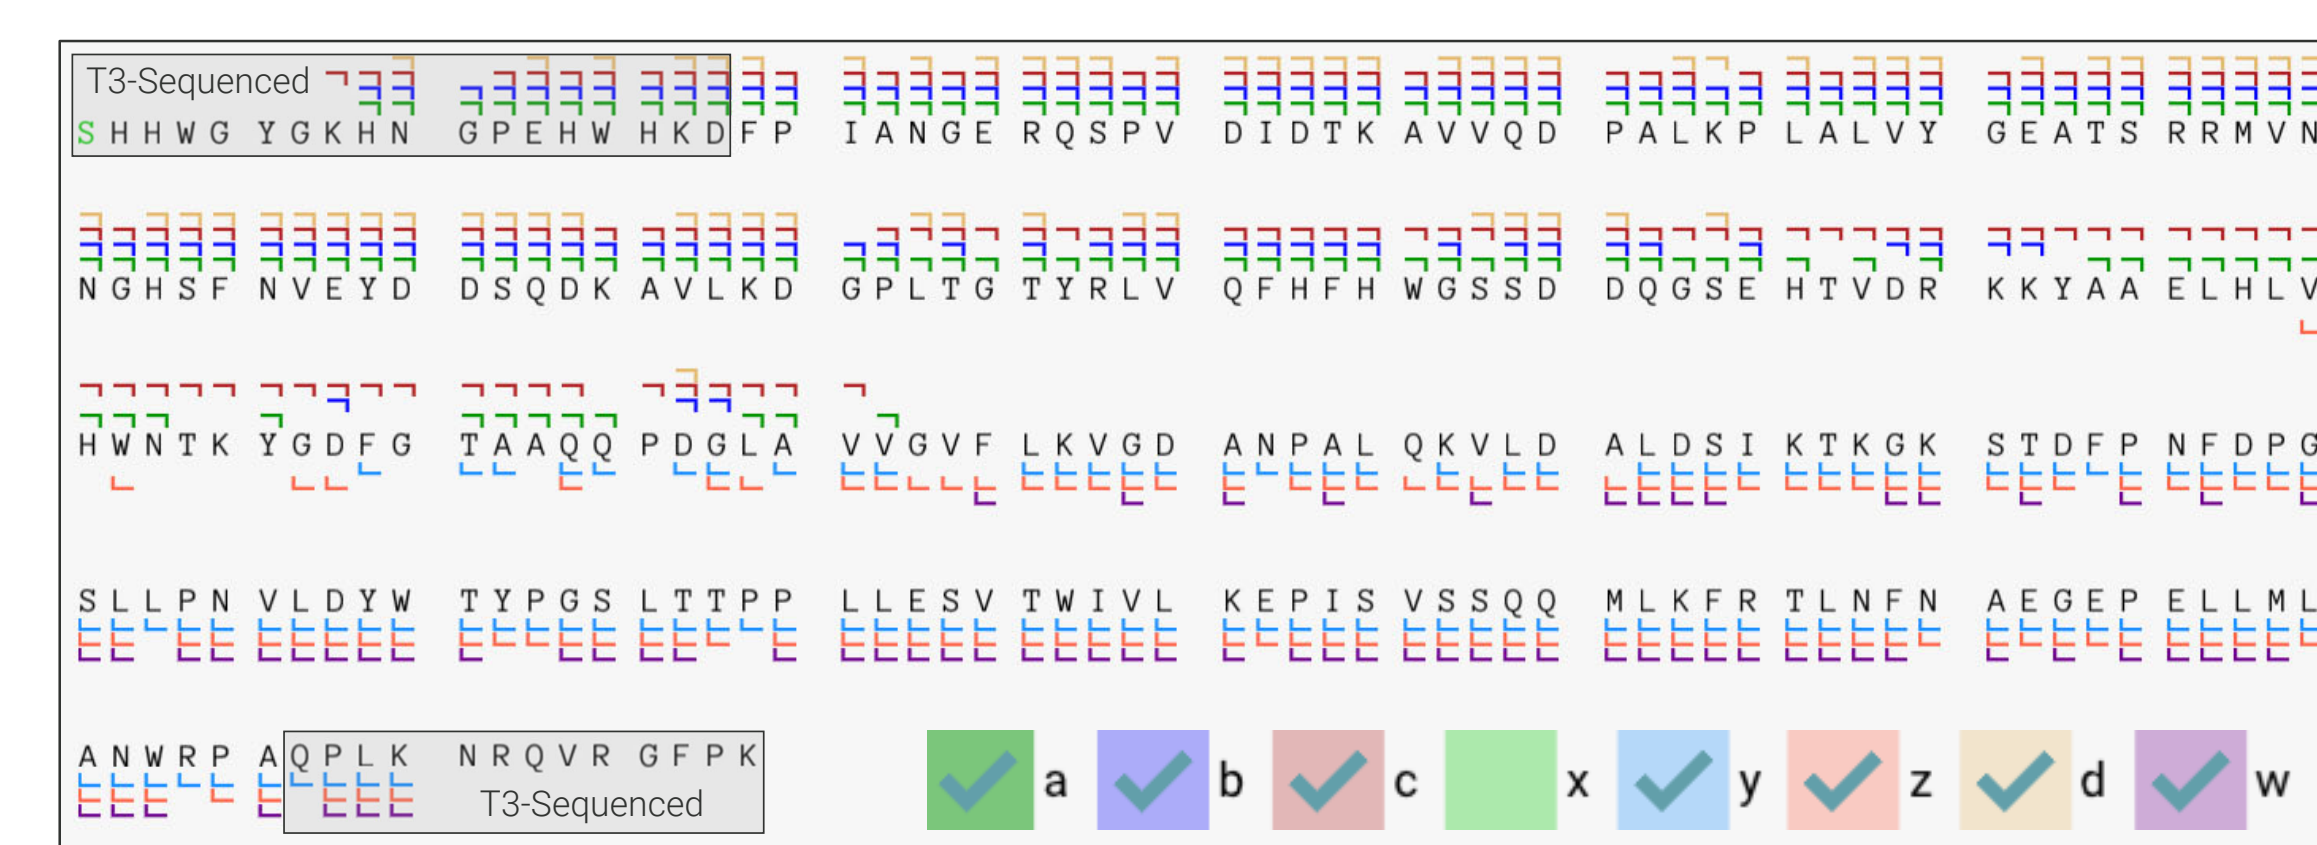 T3-Sequenced
S H H W G Y G K H N G P E H W H K D F P I A N G E R Q S P V D I D T K A V V Q D P A L K P L A L V Y G E A T S R R M V N
N G H S F N V E Y D D S Q D K A V L K D G P L T G T Y R L V Q F H F H W G S S D D Q G S E H T V D R K K Y A A E L H L V
H W N T K Y G D F G T A A Q Q P D G L A V V G V F L K V G D A N P A L Q K V L D A L D S I K T K G K S T D F P N F D P G
S L L P N V L D Y W T Y P G S L T T P P L L E S V T W I V L K E P I S V S S Q Q M L K F R T L N F N A E G E P E L L M L
A N W R P A Q P L K N R Q V R G F P K
T3-Sequenced
a b c x y z d w